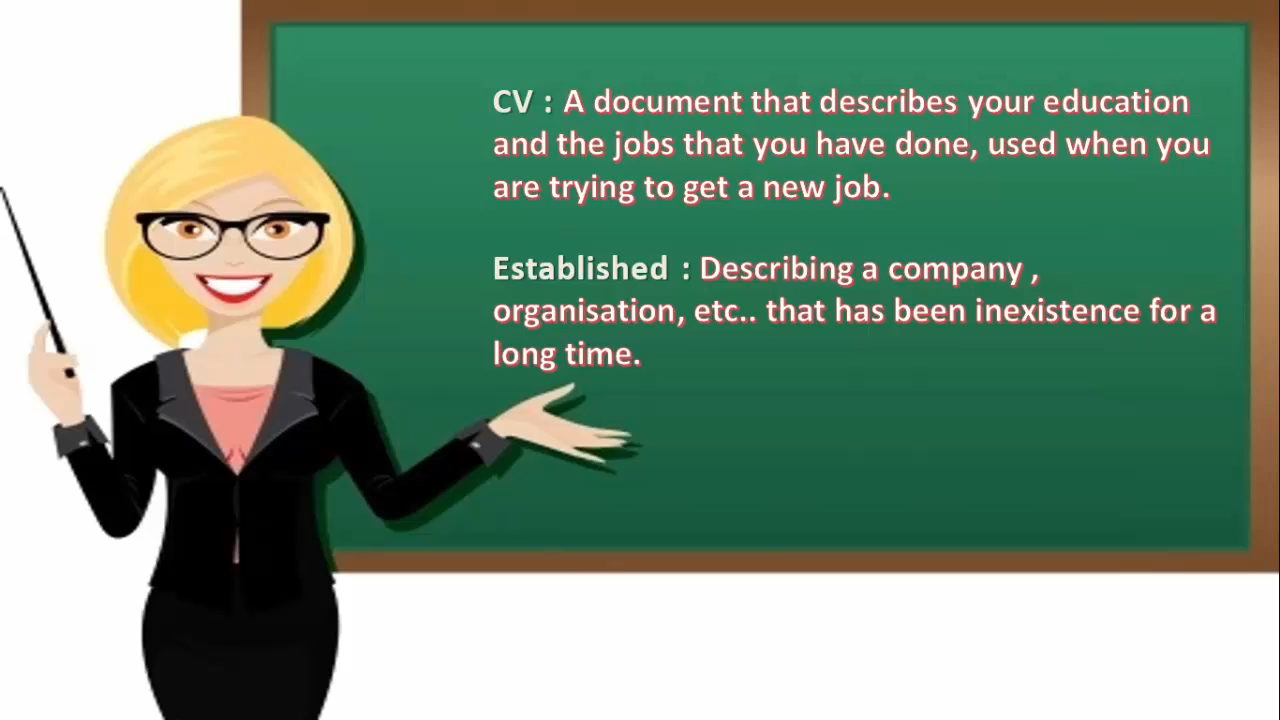 CV : A document that describes your education
and the jobs that you have done, used when you
are trying to get a new job.
Established : Describing a company ,
organisation, etc.. that has been inexistence for a
long time.